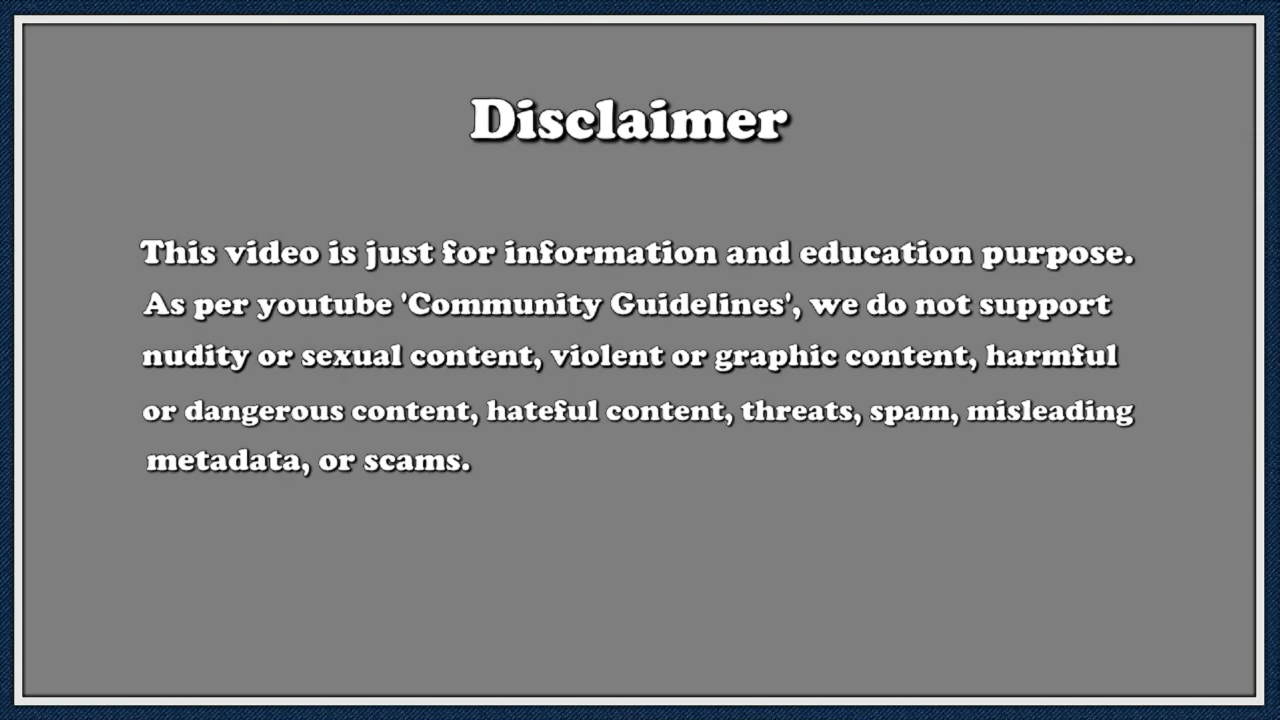 Disclaimer
This video is just for information and education purpose.
As per youtube 'Community Guidelines', we do not support
nudity or sexual content, violent or graphic content, harmful
or dangerous content, hateful content, threats, spam, misleading
metadata, or scams.